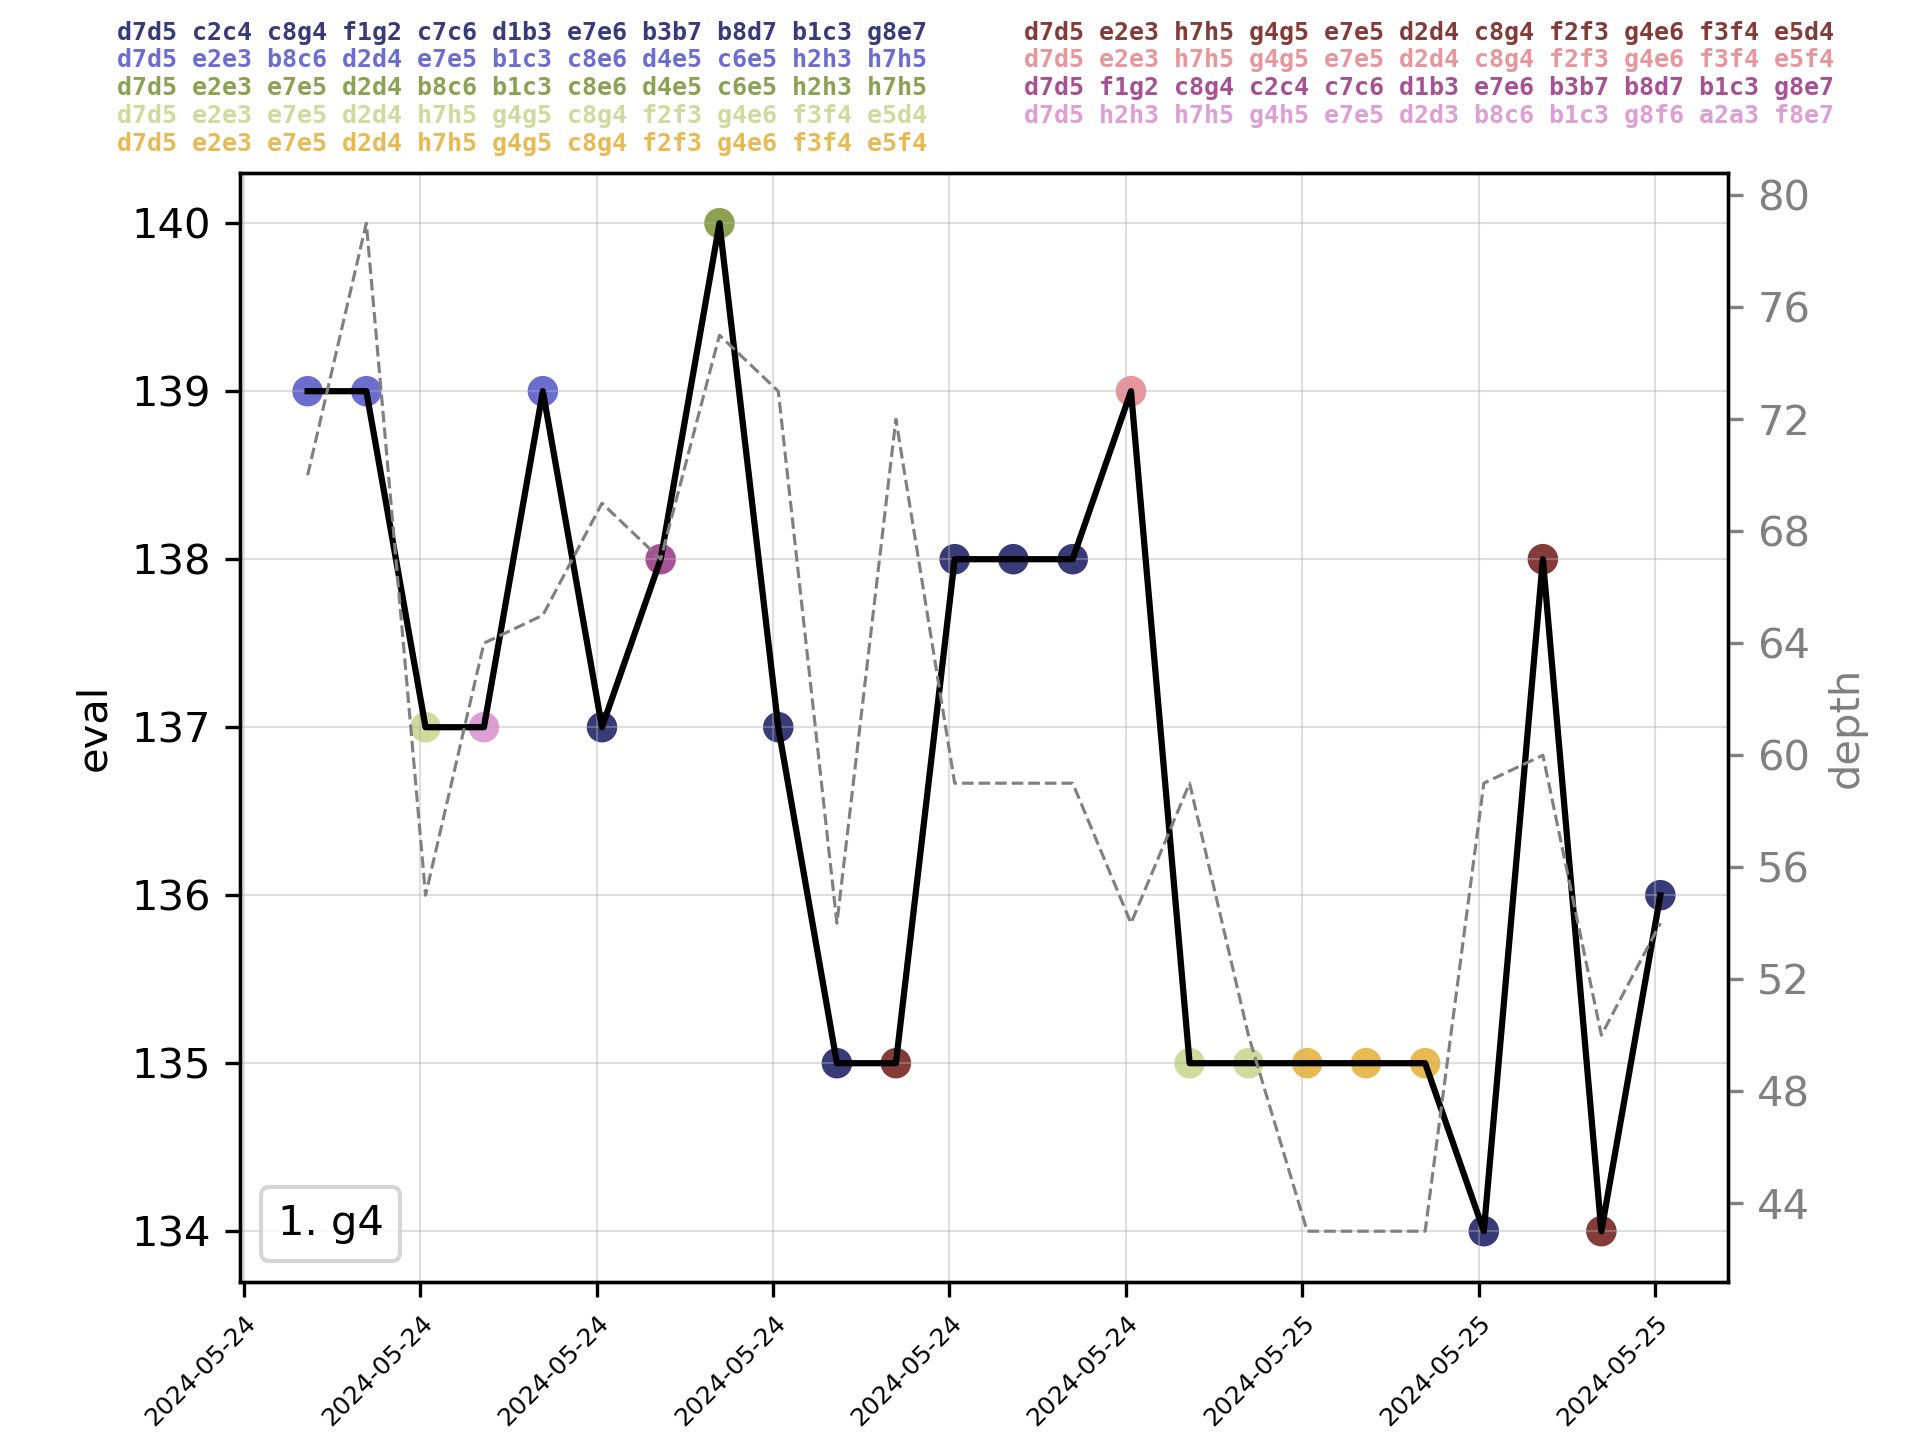 d7d5 c2c4 c8g4 f1g2 c7c6 d1b3 e7e6 b3b7 b8d7 b1c3 g8e7
d7d5 e2e3 b8c6 d2d4 e7e5 b1c3 c8e6 d4e5 c6e5 h2h3 h7h5
d7d5 e2e3 e7e5 d2d4 b8c6 b1c3 c8e6 d4e5 c6e5 h2h3 h7h5
d7d5 e2e3 e7e5 d2d4 h7h5 g4g5 c8g4 f2f3 g4e6 f3f4 e5d4
d7d5 e2e3 e7e5 d2d4 h7h5 g4g5 c8g4 f2f3 g4e6 f3f4 e5f4
d7d5 e2e3 h7h5 g4g5 e7e5 d2d4 c8g4 f2f3 g4e6 f3f4 e5d4
d7d5 e2e3 h7h5 g4g5 e7e5 d2d4 c8g4 f2f3 g4e6 f3f4 e5f4
d7d5 f1g2 c8g4 c2c4 c7c6 d1b3 e7e6 b3b7 b8d7 b1c3 g8e7
d7d5 h2h3 h7h5 g4h5 e7e5 d2d3 b8c6 b1c3 g8f6 a2a3 f8e7
eval
140
139
138
137
136
135
134
1. g4
80
76
72
68
64
60
56
52
48
44
depth
2024-05-24
2024-05-24
2024-05-24
2024-05-24
2024-05-24
2024-05-24
2024-05-25
2024-05-25
2024-05-25